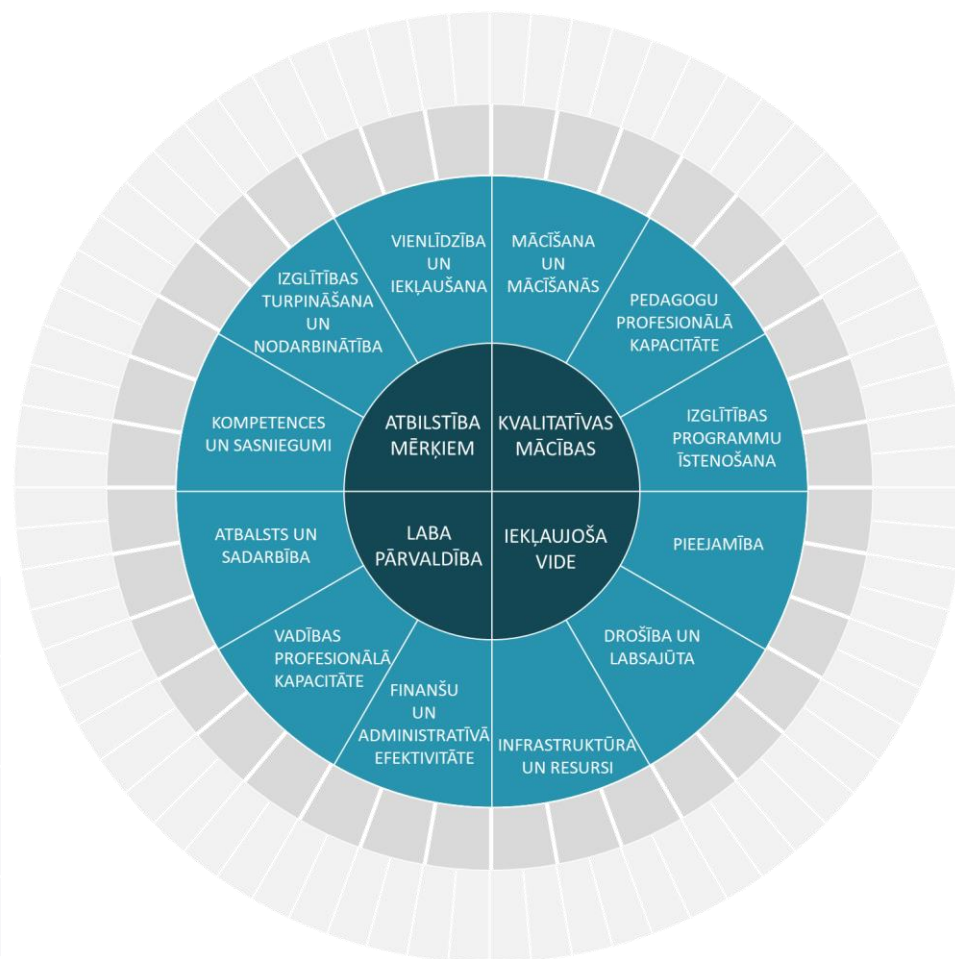 VIENLĪDZĪBA
UN
IEKĻAUŠANA
MĀCĪŠANA
UN
MĀCĪŠANĀS
IZGLĪTĪBAS
TURPINĀŠANA
UN
NODARBINĀTĪBA
PEDAGOGU
PROFESIONĀLĀ
KAPACITĀTE
KOMPETENCES
UN SASNIEGUMI
ATBILSTĪBA
MĒRĶIEM
KVALITATĪVAS
MĀCĪBAS
IZGLĪTĪBAS
PROGRAMMU
ĪSTENOŠANA
ATBALSTS UN
SADARBĪBA
LABA
PĀRVALDĪBA
IEKĻAUJOŠA
VIDE
PIEEJAMĪBA
VADĪBAS
PROFESIONĀLĀ
KAPACITĀTE
DROŠĪBA UN
LABSAJŪTA
FINANŠU
UN
ADMINISTRATĪVĀ
EFEKTIVITĀTE
INFRASTRUKTŪRA
UN RESURSI